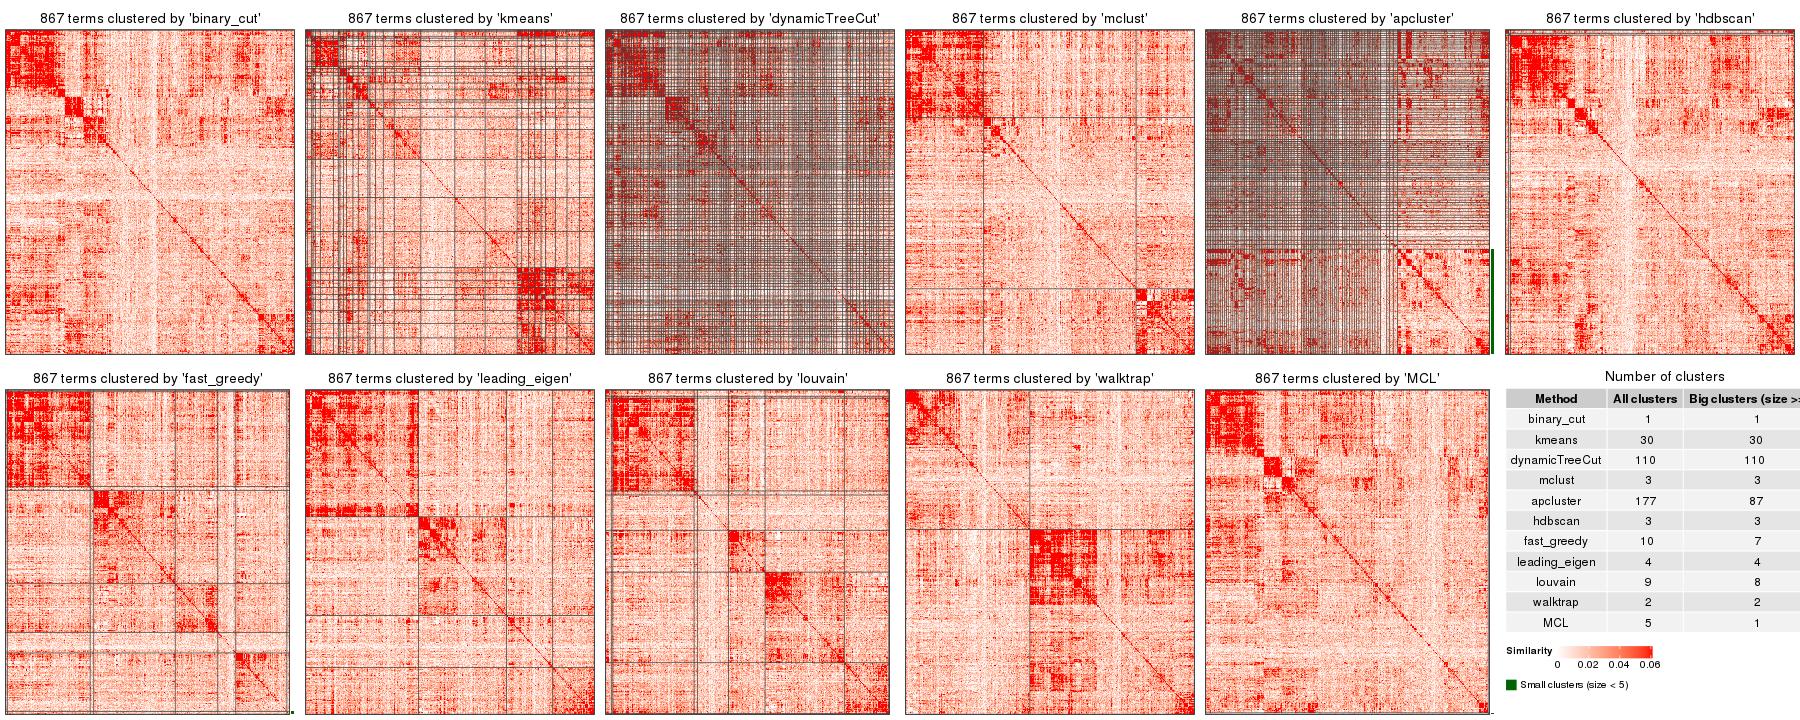 867 terms clustered by 'binary_cut'
867 terms clustered by 'kmeans'
867 terms clustered by 'dynamicTreeCut'
867 terms clustered by 'mclust'
867 terms clustered by 'apcluster'
867 terms clustered by 'hdbscan'
867 terms clustered by 'fast_greedy'
867 terms clustered by 'leading_eigen'
867 terms clustered by 'louvain'
867 terms clustered by 'walktrap'
867 terms clustered by 'MCL'
Number of clusters
Method All clusters Big clusters (size >
binary_cut 1 1
kmeans 30 30
dynamicTreeCut 110 110
mclust 3 3
apcluster 177 87
hdbscan 3 3
fast_greedy 10 7
leading_eigen 4 4
louvain 9 8
walktrap 2 2
MCL 5 1
Similarity
0 0.02 0.04 0.06
Small clusters (size < 5)